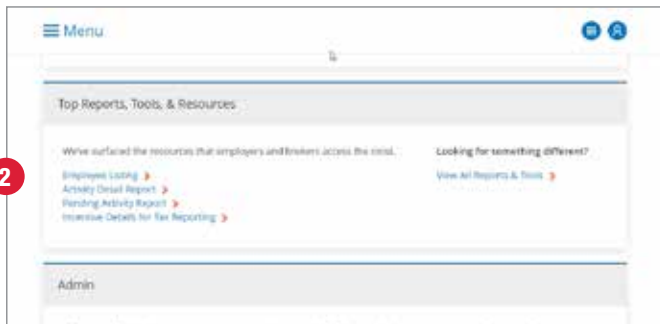 Menu
Top Reports, Tools, & Resources
We've surfaced the resources that employers and brokers access the most.
Looking for something different?
Employee Listing
View All Reports & Tools
Activity Detail Report
2
Pending Activity Report
Incentive Details for Tax Reporting
Admin